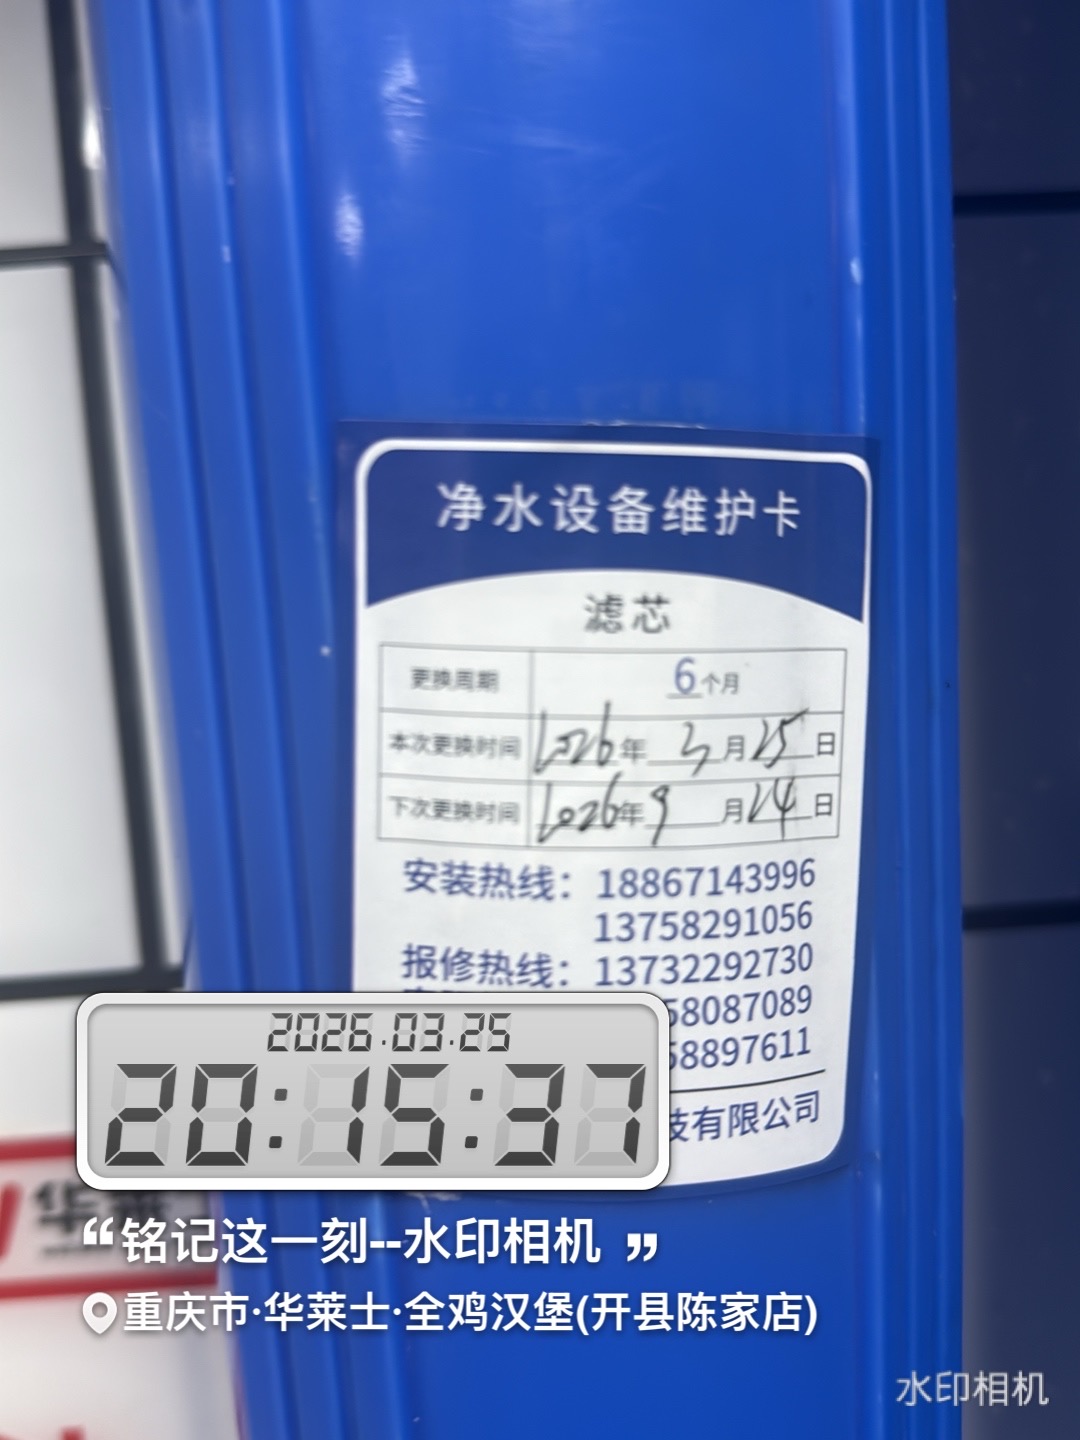 净水设备维护卡
滤芯
更换周期 6个月
本次更换时间 2026年3月25日
下次更换时间 2026年9月24日
安装热线：18867143996
13758291056
报修热线：13732292730
58087089
58897611
技有限公司
2026.03.25
20:15:37
华莱士
“铭记这一刻--水印相机 ”
重庆市·华莱士·全鸡汉堡(开县陈家店)
水印相机